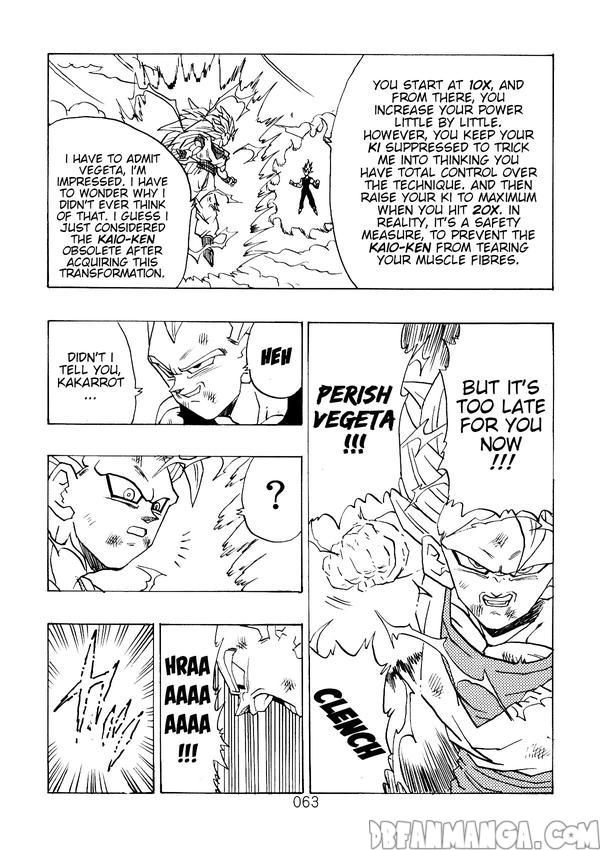 YOU START AT 10X, AND
FROM THERE, YOU
INCREASE YOUR POWER
LITTLE BY LITTLE.
HOWEVER, YOU KEEP YOUR
KI SUPPRESSED TO TRICK
ME INTO THINKING YOU
HAVE TOTAL CONTROL OVER
THE TECHNIQUE. AND THEN
RAISE YOUR KI TO MAXIMUM
WHEN YOU HIT 20X. IN
REALITY, IT'S A SAFETY
MEASURE, TO PREVENT THE
KAIO-KEN FROM TEARING
YOUR MUSCLE FIBRES.
I HAVE TO ADMIT
VEGETA, I'M
IMPRESSED. I HAVE
TO WONDER WHY I
DIDN'T EVER THINK
OF THAT. I GUESS I
JUST CONSIDERED
THE KAIO-KEN
OBSOLETE AFTER
ACQUIRING THIS
TRANSFORMATION.
BUT IT'S
TOO LATE
FOR YOU
NOW
!!!
PERISH
VEGETA
!!!
CLENCH
HEH
DIDN'T I
TELL YOU,
KAKARROT
...
?
HRAA
AAAAA
AAAA
!!!
063
DBFANMANGA.COM